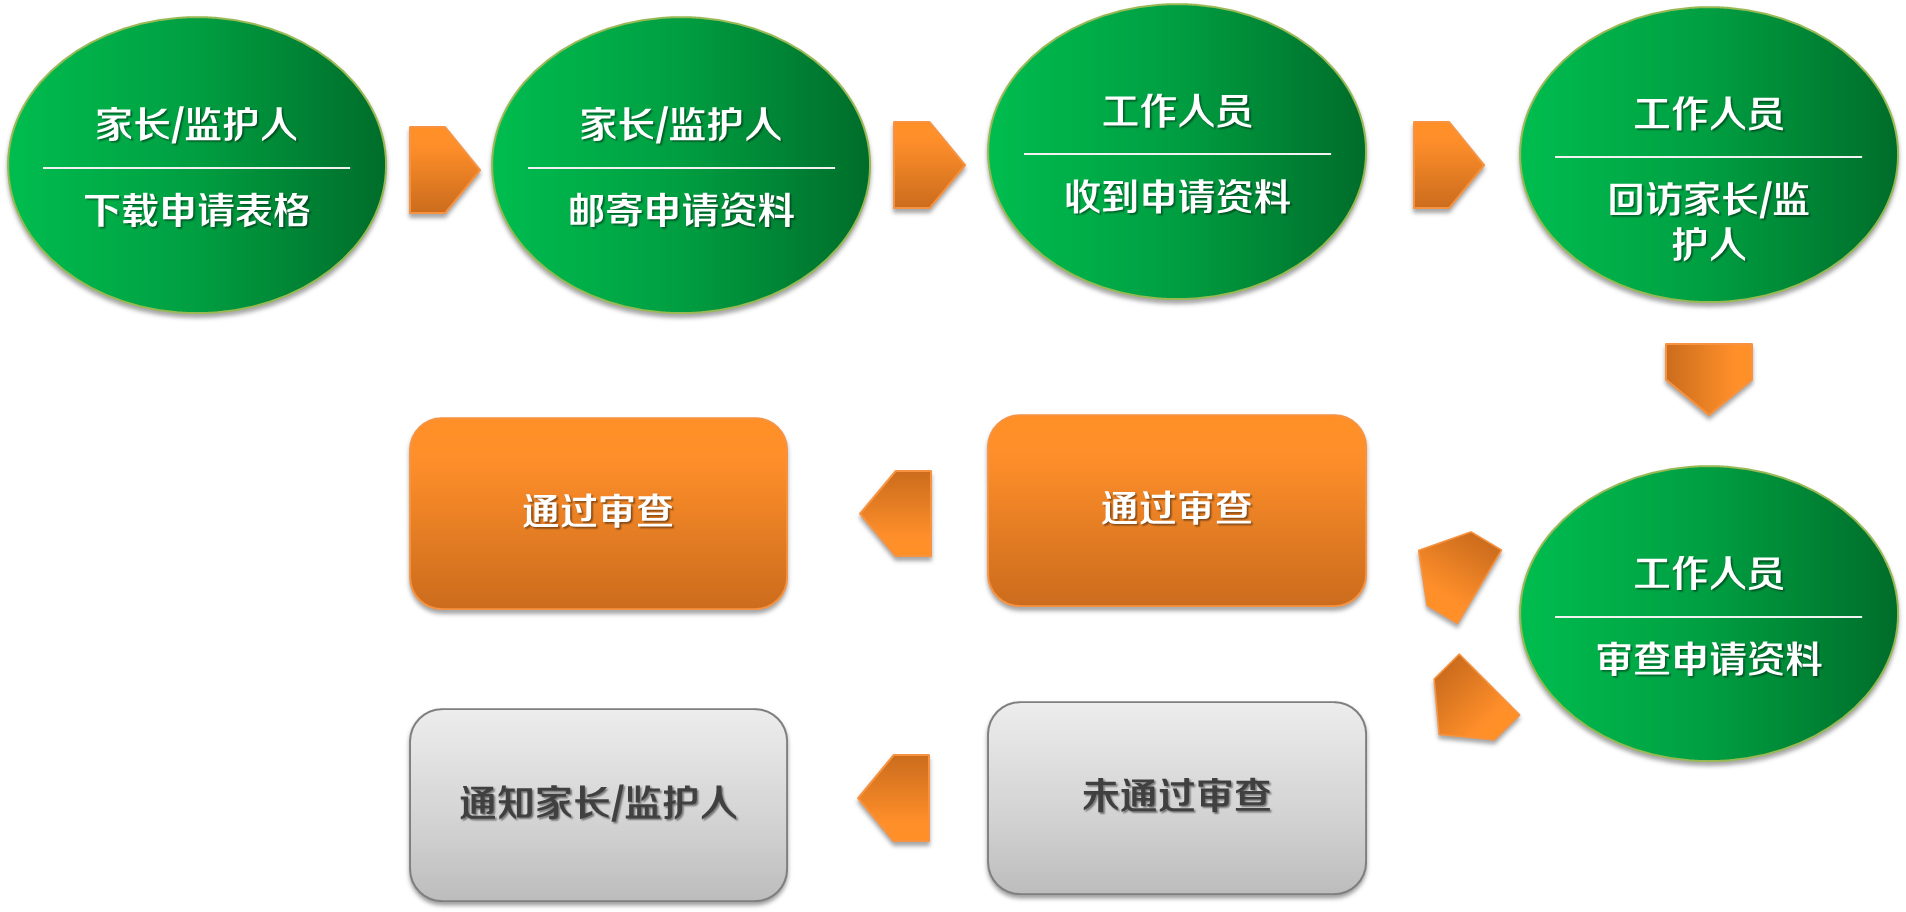 家长/监护人
下载申请表格
家长/监护人
邮寄申请资料
工作人员
收到申请资料
工作人员
回访家长/监
护人
工作人员
审查申请资料
通过审查
通过审查
未通过审查
通知家长/监护人